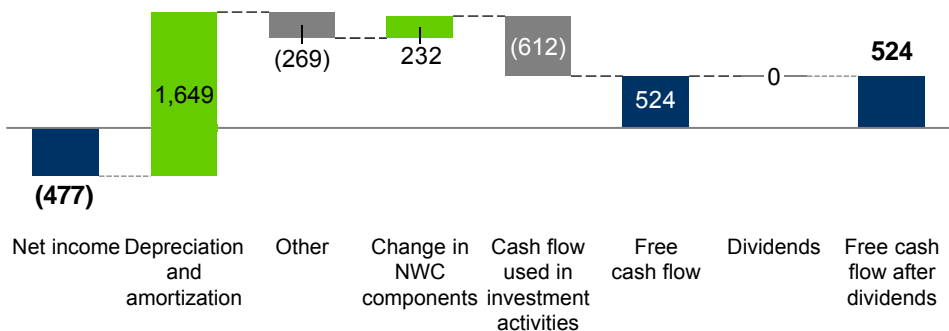 524
(269)
232
(612)
0
1,649
524
(477)
Net income
Depreciation
and
amortization
Other
Change in
NWC
components
Cash flow
used in
investment
activities
Free
cash flow
Dividends
Free cash
flow after
dividends